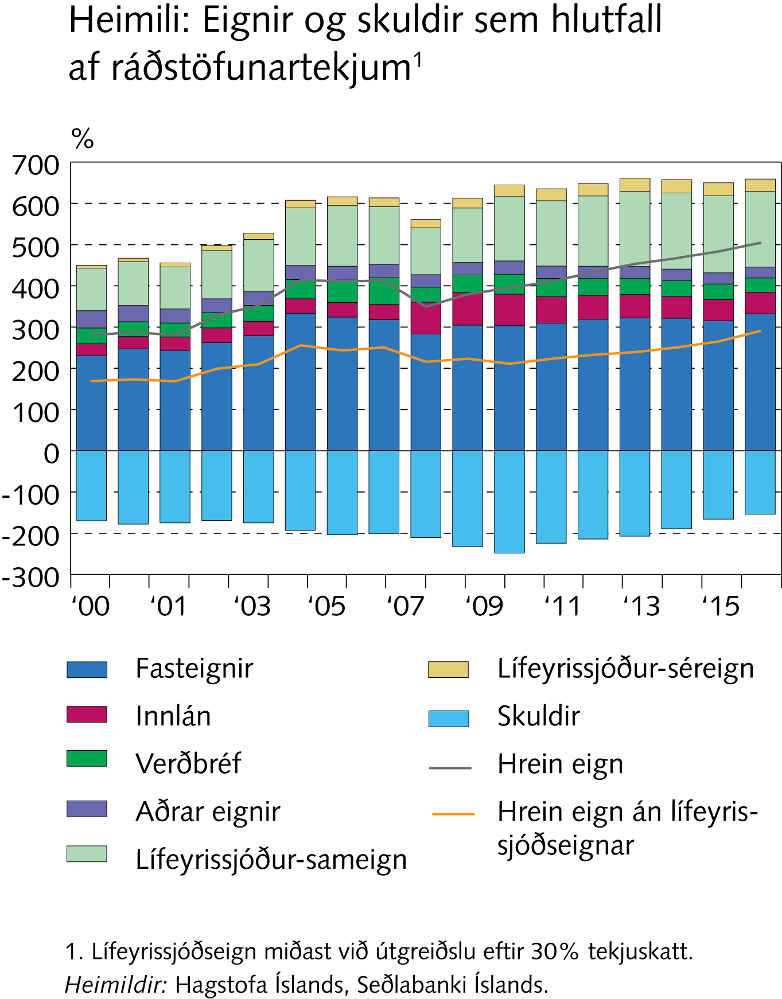 Heimili: Eignir og skuldir sem hlutfall
af ráðstöfunartekjum¹
%
700
600
500
400
300
200
100
0
-100
-200
-300
‘00 ‘01 ‘03 ‘05 ‘07 ‘09 ‘11 ‘13 ‘15
Fasteignir
Innlán
Verðbréf
Aðrar eignir
Lífeyrissjóður-sameign
Lífeyrissjóður-séreign
Skuldir
Hrein eign
Hrein eign án lífeyris-
sjóðseignar
1. Lífeyrissjóðseign miðast við útgreiðslu eftir 30% tekjuskatt.
Heimildir: Hagstofa Íslands, Seðlabanki Íslands.